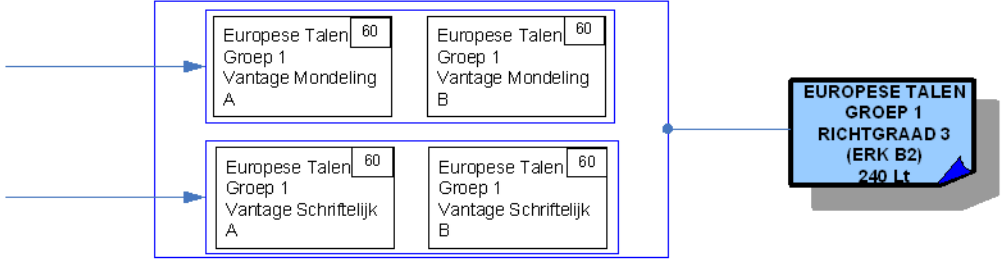 Europese Talen 60
Groep 1
Vantage Mondeling
A
Europese Talen 60
Groep 1
Vantage Mondeling
B
Europese Talen 60
Groep 1
Vantage Schriftelijk
A
Europese Talen 60
Groep 1
Vantage Schriftelijk
B
EUROPESE TALEN
GROEP 1
RICHTGRAAD 3
(ERK B2)
240 Lt